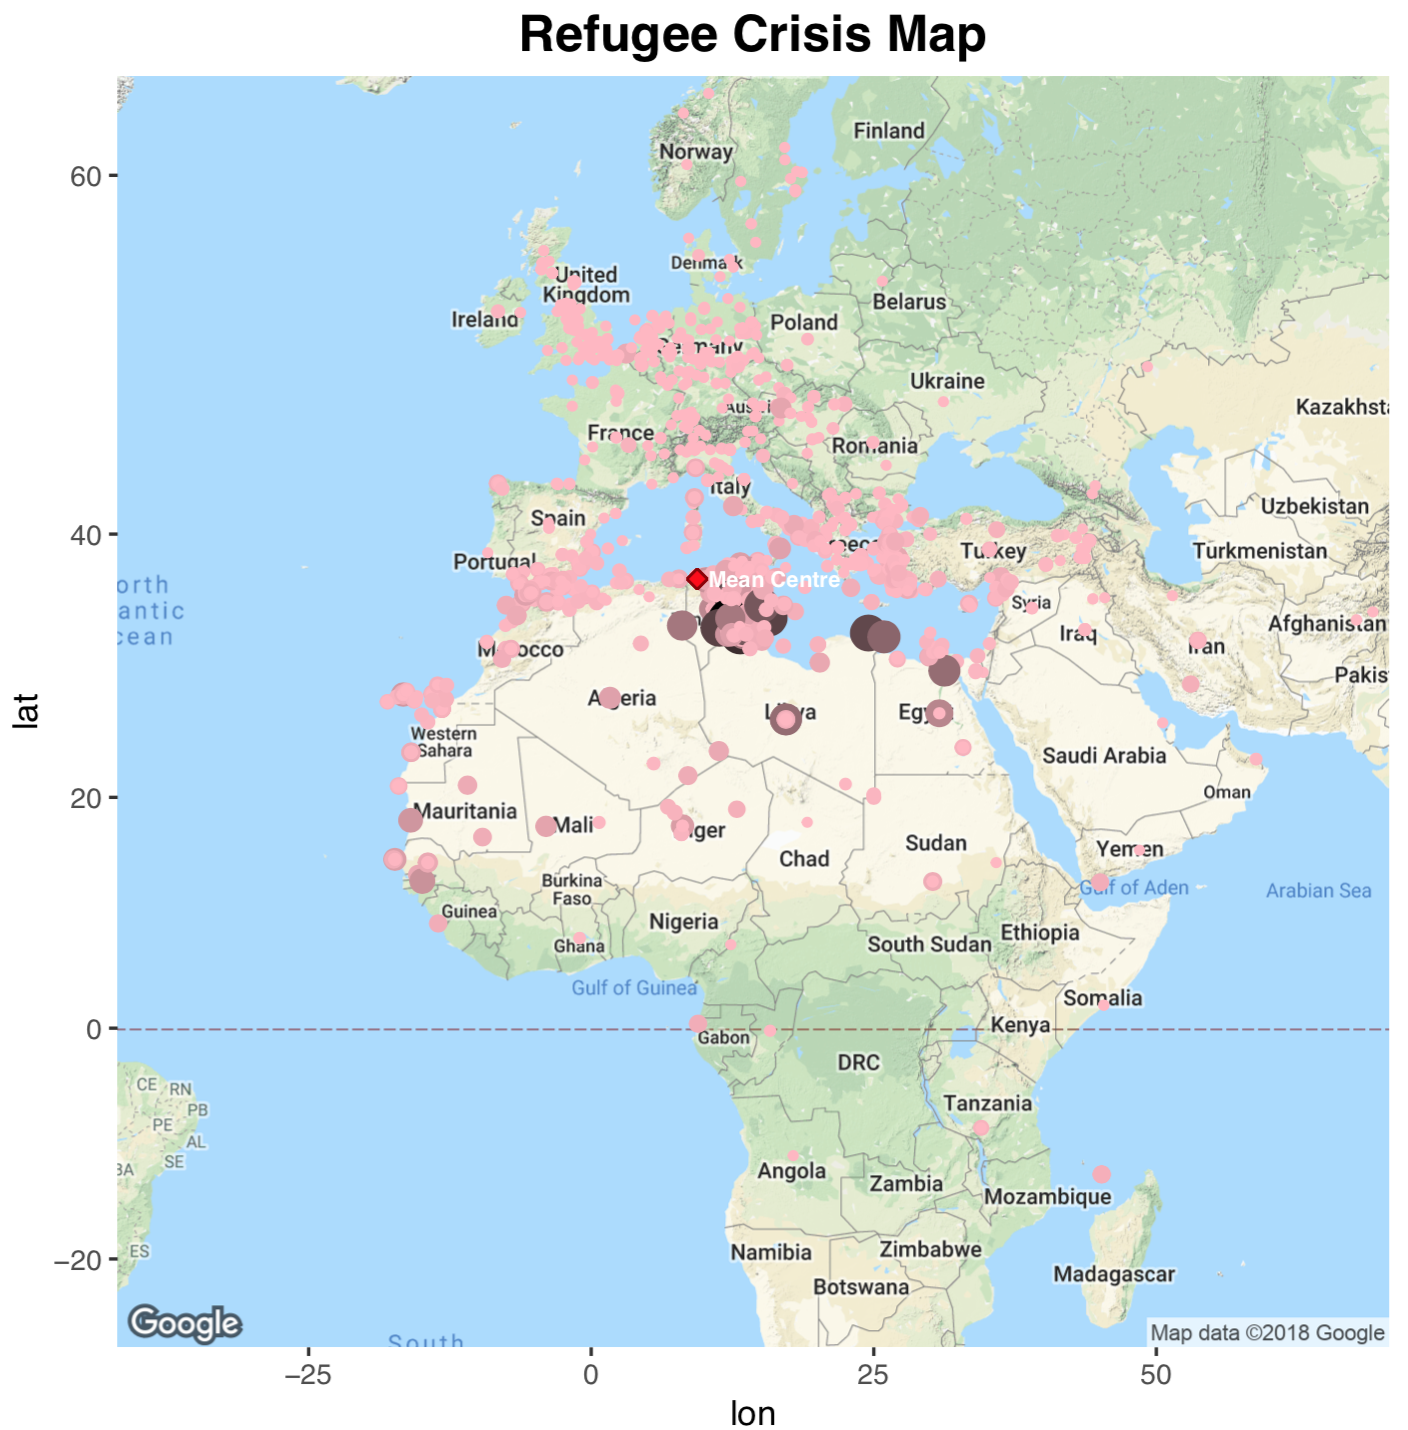 Refugee Crisis Map
Finland
Norway
60
Denmark
United
Kingdom
Belarus
Ireland
Poland
Germany
Ukraine
Kazakhsta
Austria
France
Romania
Italy
Uzbekistan
Spain
40
Greece
Turkey
Turkmenistan
Portugal
Mean Centre
orth
antic
cean
Syria
Afghanistan
Iraq
Iran
Morocco
Pakis
Algeria
Libya
Egypt
Western
Sahara
Saudi Arabia
Oman
20
Mauritania
Mali
Niger
Sudan
Yemen
Chad
Burkina
Faso
Gulf of Aden
Arabian Sea
Guinea
Nigeria
Ethiopia
Ghana
South Sudan
Gulf of Guinea
Somalia
lat
0
Kenya
Gabon
DRC
CE
RN
PB
PE
AL
SE
BA
Tanzania
Angola
Zambia
Mozambique
ES
−20
Namibia
Zimbabwe
Botswana
Madagascar
Google
South
Map data ©2018 Google
−25
0
25
50
lon